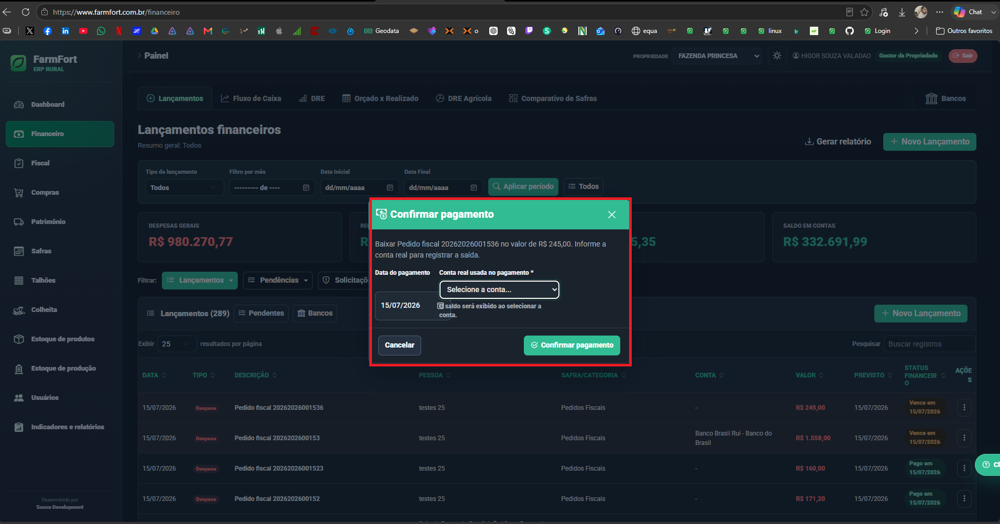 https://www.farmfort.com.br/financeiro
Chat
Geodata
o
equa
linux
Login
Outros favoritos
FarmFort
ERP RURAL
Dashboard
Financeiro
Fiscal
Compras
Patrimônio
Safras
Talhões
Colheita
Estoque de produtos
Estoque de produção
Usuários
Indicadores e relatórios
Desenvolvido por
Souza Development
Painel
PROPRIEDADE
FAZENDA PRINCESA
HIGOR SOUZA VALADAO
Gestor da Propriedade
Sair
Lançamentos
Fluxo de Caixa
DRE
Orçado x Realizado
DRE Agrícola
Comparativo de Safras
Bancos
Lançamentos financeiros
Resumo geral: Todos
Gerar relatório
Novo Lançamento
Tipo de lançamento
Filtro por mês
Data Inicial
Data Final
Todos
--------- de ----
dd/mm/aaaa
dd/mm/aaaa
Aplicar período
Todos
DESPESAS GERAIS
R$ 980.270,77
RE
R
5,35
SALDO EM CONTAS
R$ 332.691,99
Filtrar:
Lançamentos
Pendências
Solicitaçõ
Confirmar pagamento
Baixar Pedido fiscal 20262026001536 no valor de R$ 245,00. Informe a
conta real para registrar a saída.
Data do pagamento
Conta real usada no pagamento *
Selecione a conta...
15/07/2026
saldo será exibido ao selecionar a
conta.
Cancelar
Confirmar pagamento
Lançamentos (289)
Pendentes
Bancos
Novo Lançamento
Exibir
25
resultados por página
Pesquisar
Buscar registros
DATA
TIPO
DESCRIÇÃO
PESSOA
SAFRA/CATEGORIA
CONTA
VALOR
PREVISTO
STATUS
FINANCEIR
O
AÇÕE
S
15/07/2026
Despesa
Pedido fiscal 20262026001536
testes 25
Pedidos Fiscais
-
R$ 245,00
15/07/2026
Vence em
15/07/2026
15/07/2026
Despesa
Pedido fiscal 2026202600153
testes 25
Pedidos Fiscais
Banco Brasil Rui - Banco do
Brasil
R$ 1.558,00
15/07/2026
Vence em
15/07/2026
15/07/2026
Despesa
Pedido fiscal 20262026001523
testes 25
Pedidos Fiscais
-
R$ 160,00
15/07/2026
Pago em
15/07/2026
15/07/2026
Despesa
Pedido fiscal 2026202600152
testes 25
Pedidos Fiscais
-
R$ 171,20
15/07/2026
Pago em
15/07/2026